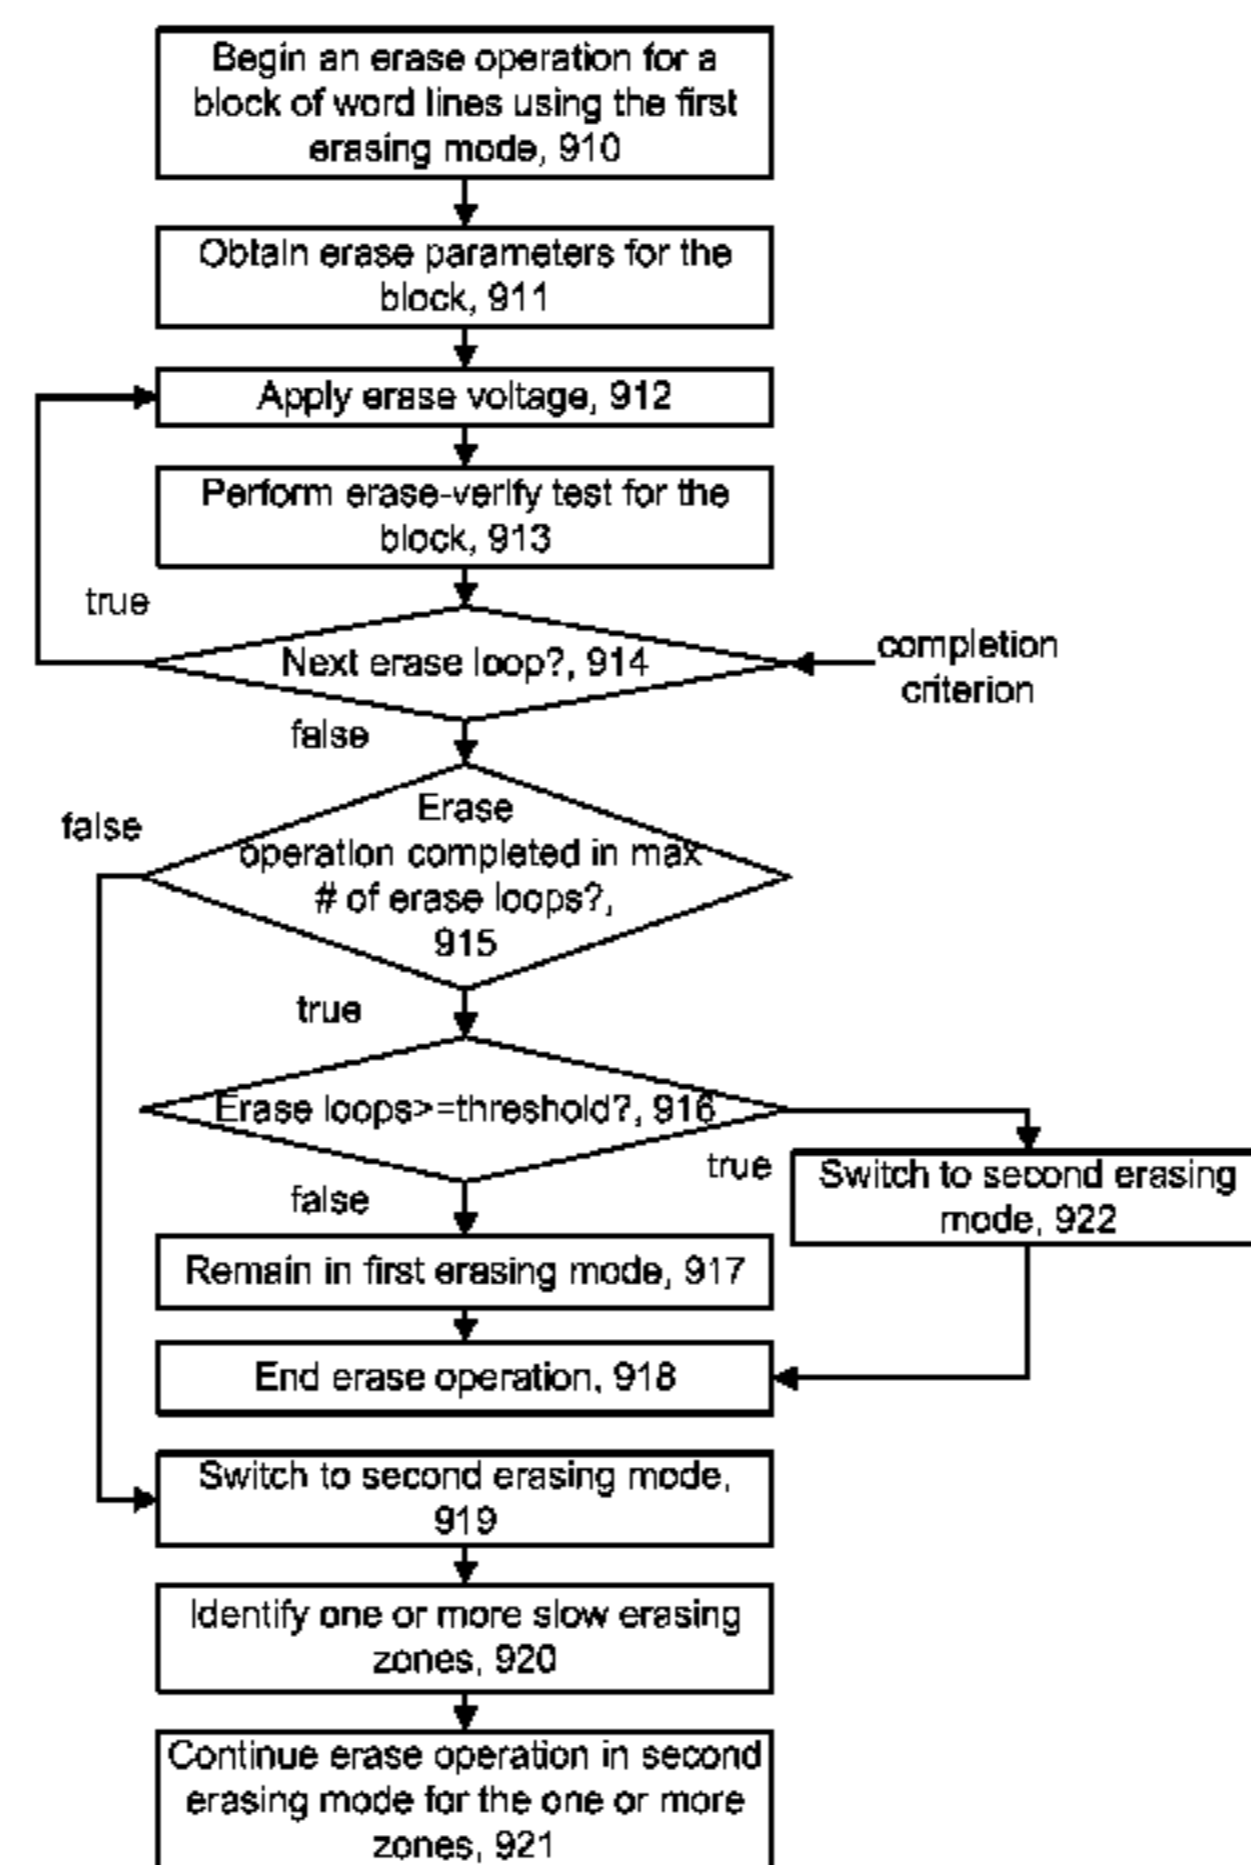 Begin an erase operation for a
block of word lines using the first
erasing mode, 910
Obtain erase parameters for the
block, 911
Apply erase voltage, 912
Perform erase-verify test for the
block, 913
true
Next erase loop?, 914
completion
criterion
false
false
Erase
operation completed in max
# of erase loops?,
915
true
Erase loops>=threshold?, 916
true
Switch to second erasing
mode, 922
false
Remain in first erasing mode, 917
End erase operation, 918
Switch to second erasing mode,
919
Identify one or more slow erasing
zones, 920
Continue erase operation in second
erasing mode for the one or more
zones, 921